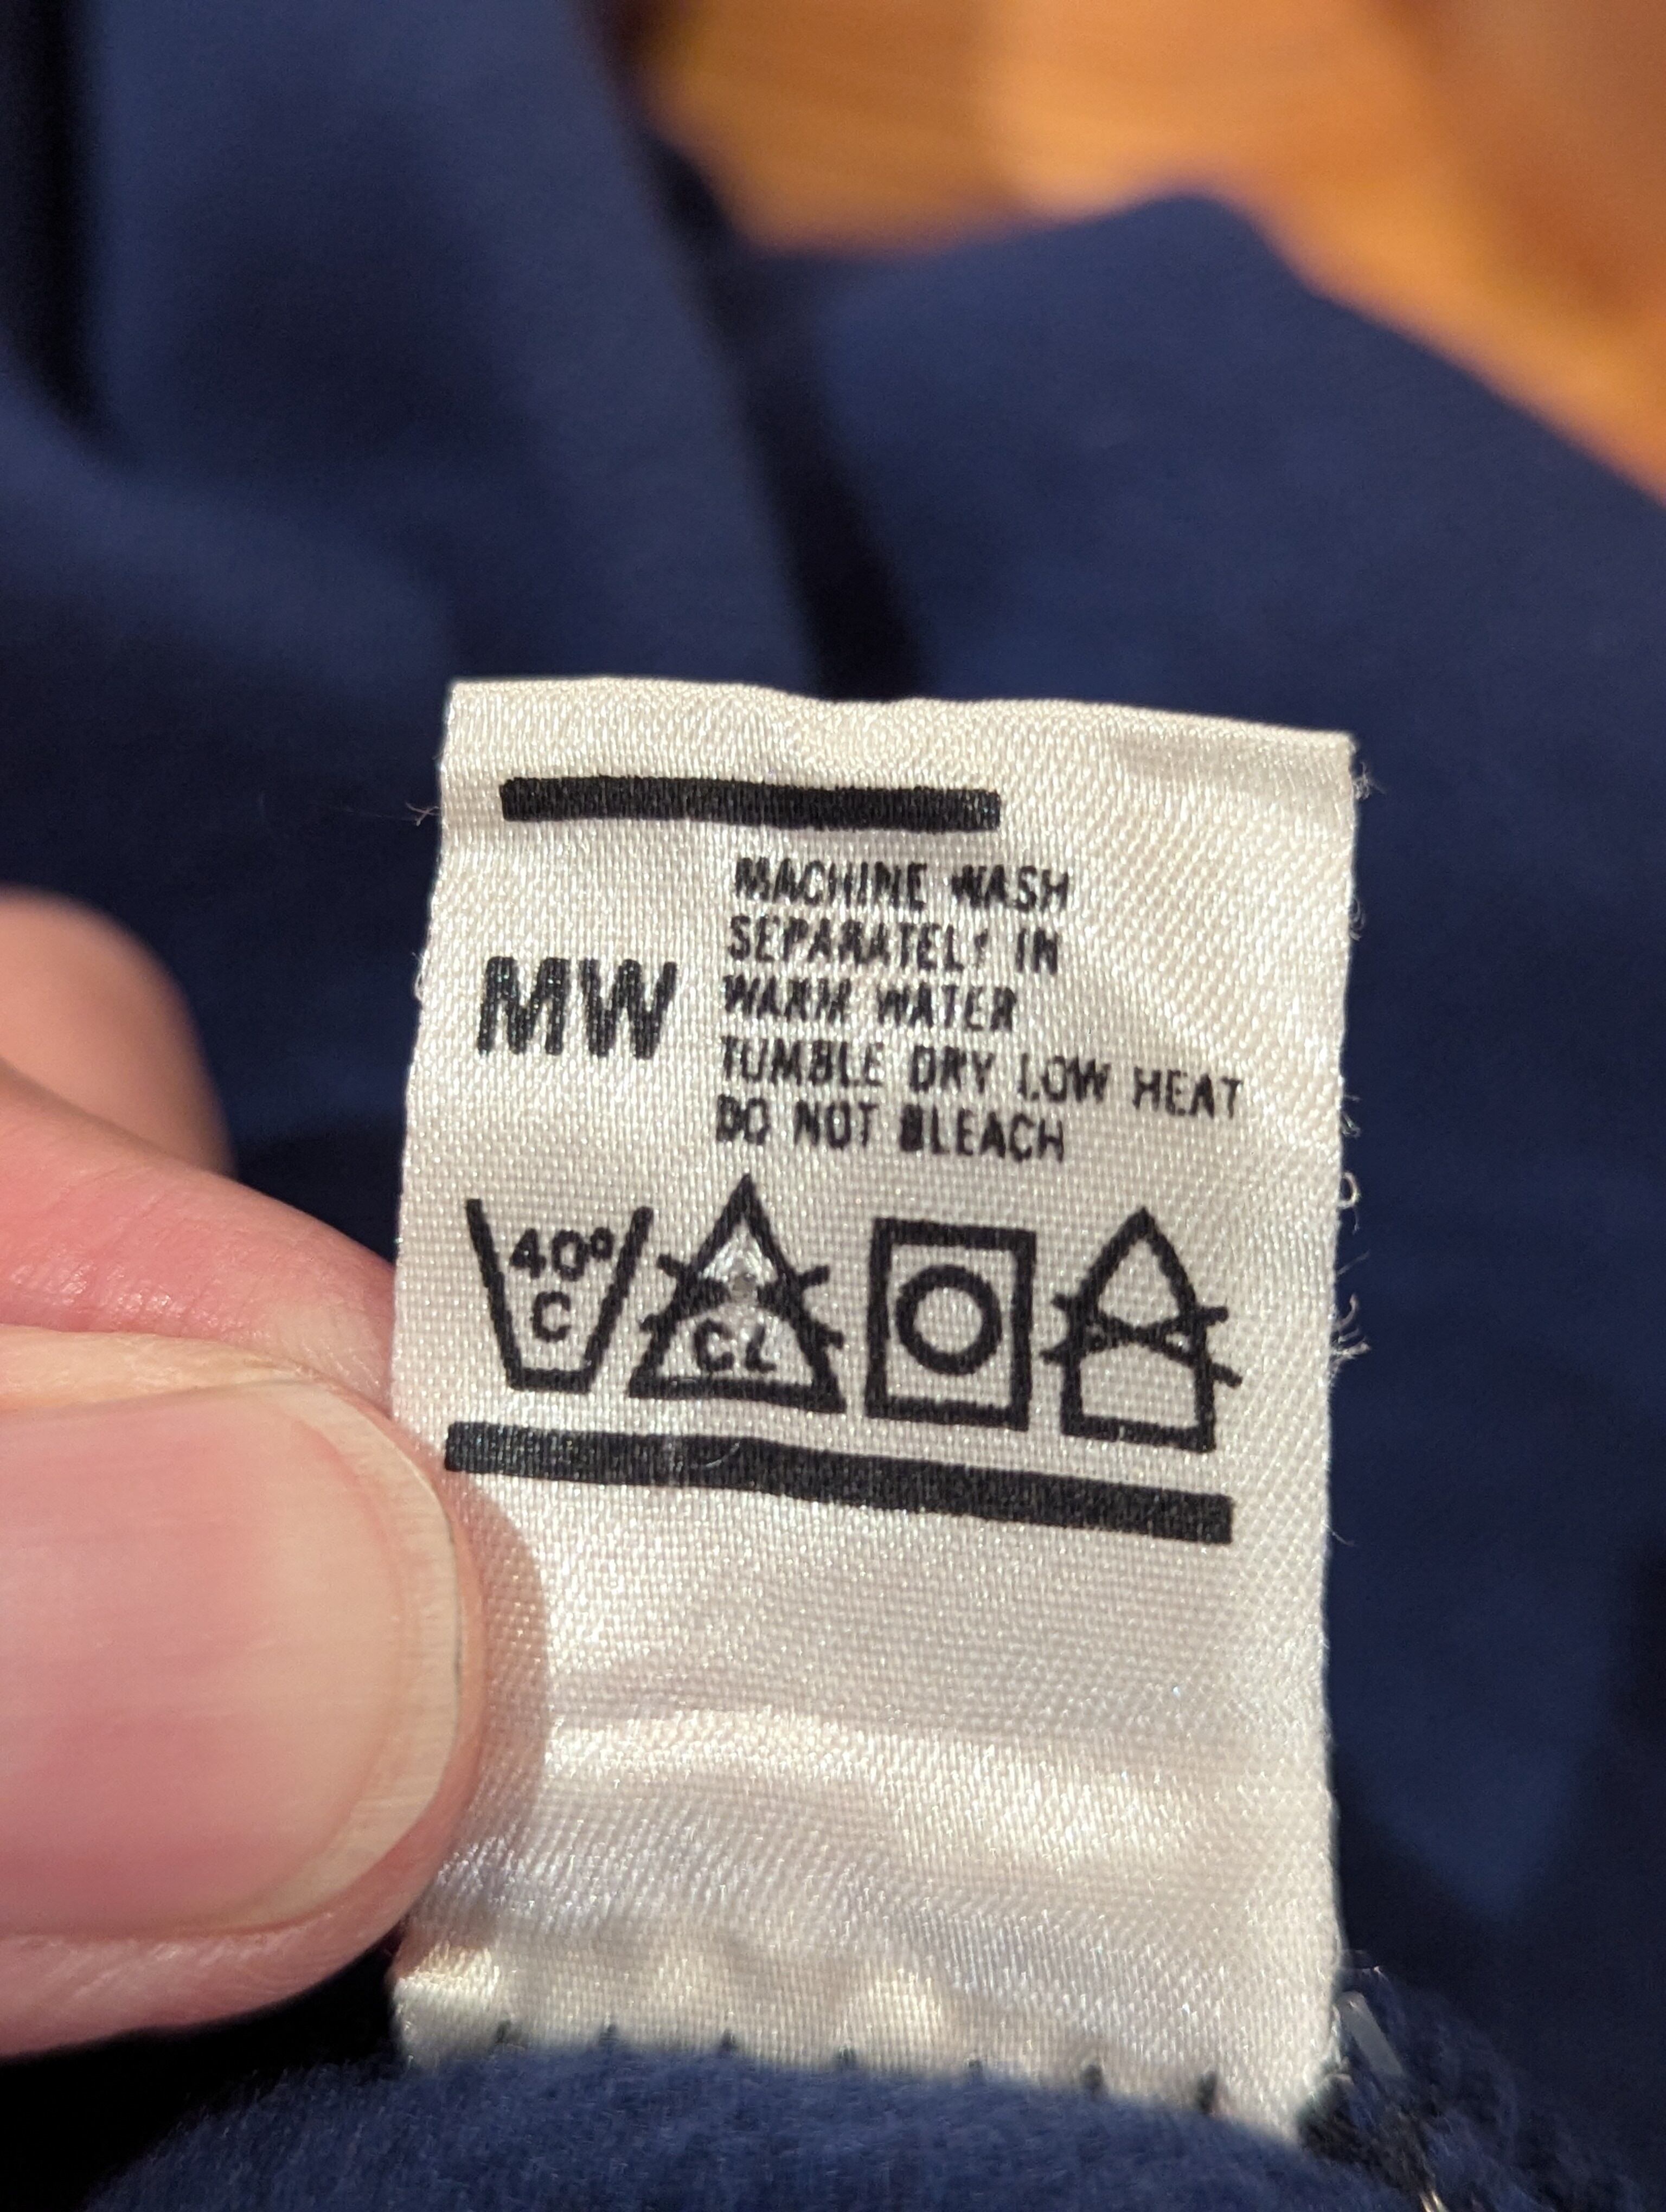 MACHINE WASH
SEPARATELY IN
MW WARM WATER
TUMBLE DRY LOW HEAT
DO NOT BLEACH
40°
C
CL